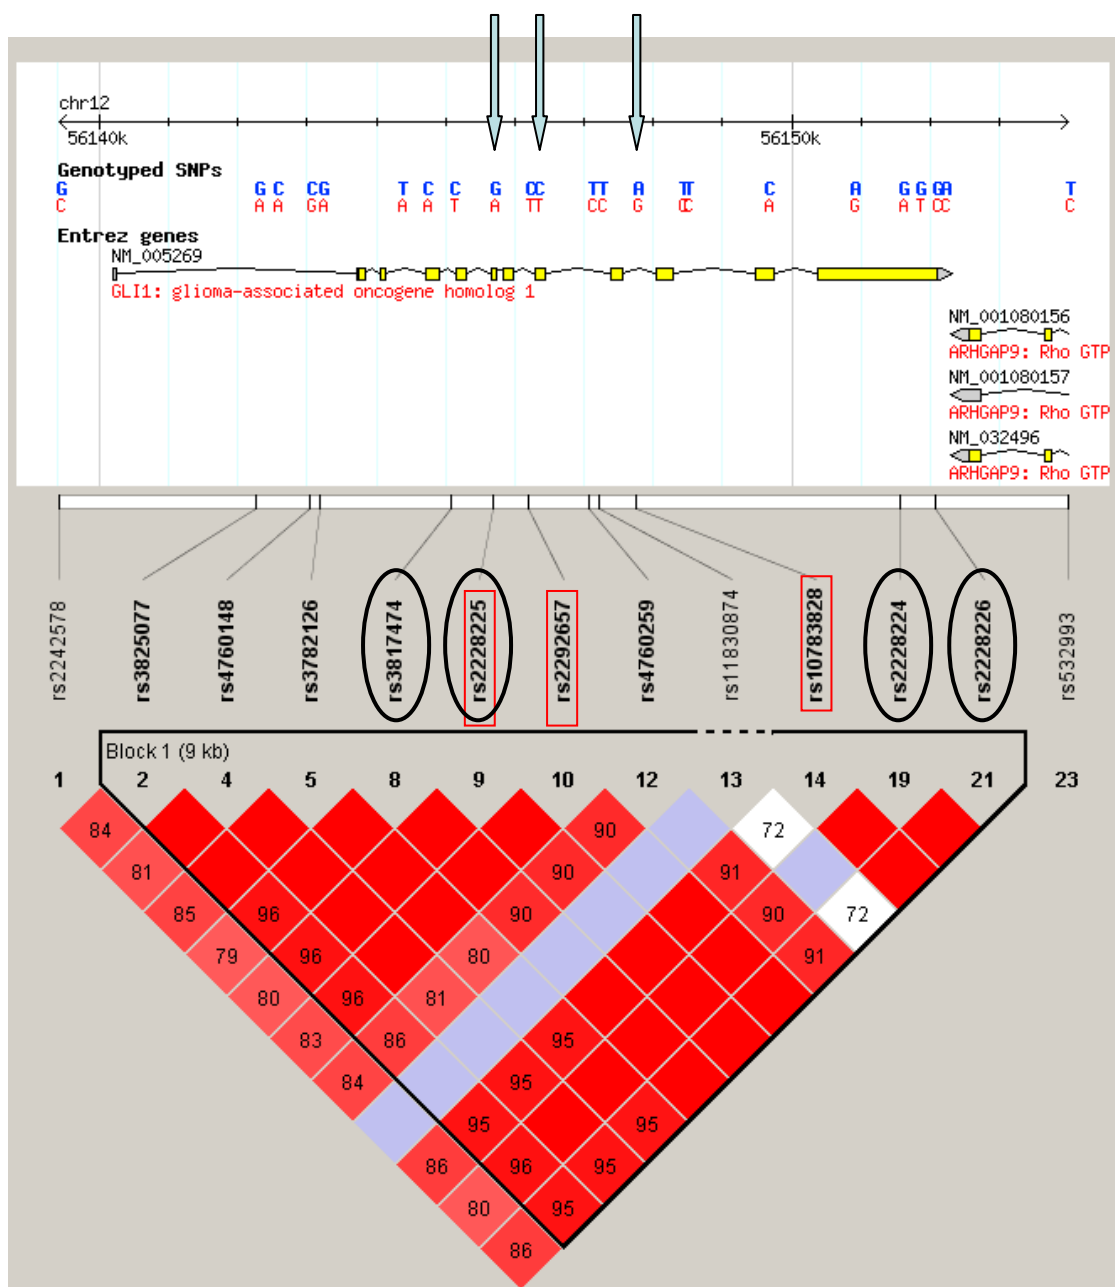 chr12
56140k 56150k
Genotyped SNPs
G G C CG T C C G CC TT A TT C A G G GA T
C A A GA A A T A TT CC G CC A G A T CC C
Entrez genes
NM_005269
GLI1: glioma-associated oncogene homolog 1
NM_001080156
ARHGAP9: Rho GTP
NM_001080157
ARHGAP9: Rho GTP
NM_032496
ARHGAP9: Rho GTP
rs2242578 rs3825077 rs4760148 rs3782126 rs3817474 rs2228225 rs2292657 rs4760259 rs11830874 rs10783828 rs2228224 rs2228226 rs532993
Block 1 (9 kb)
1 2 4 5 8 9 10 12 13 14 19 21 23
84 90 72
81 90 91
85 96 90 90 72
79 96 80 91
80 96 81
83 86 95
84 95
95 95
86 96 95
80 95
86